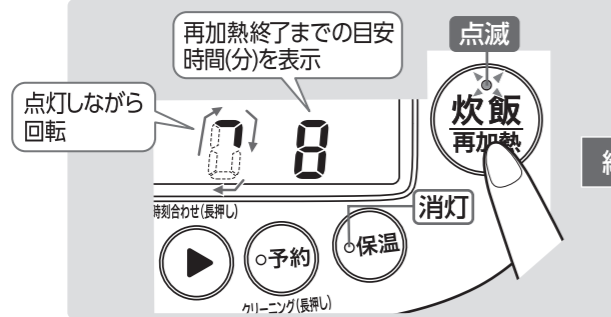 再加熱終了までの目安
時間(分)を表示
点滅
点灯しながら
回転
8
炊飯
再加熱
消灯
時刻合わせ(長押し)
予約
保温
クリーニング(長押し)